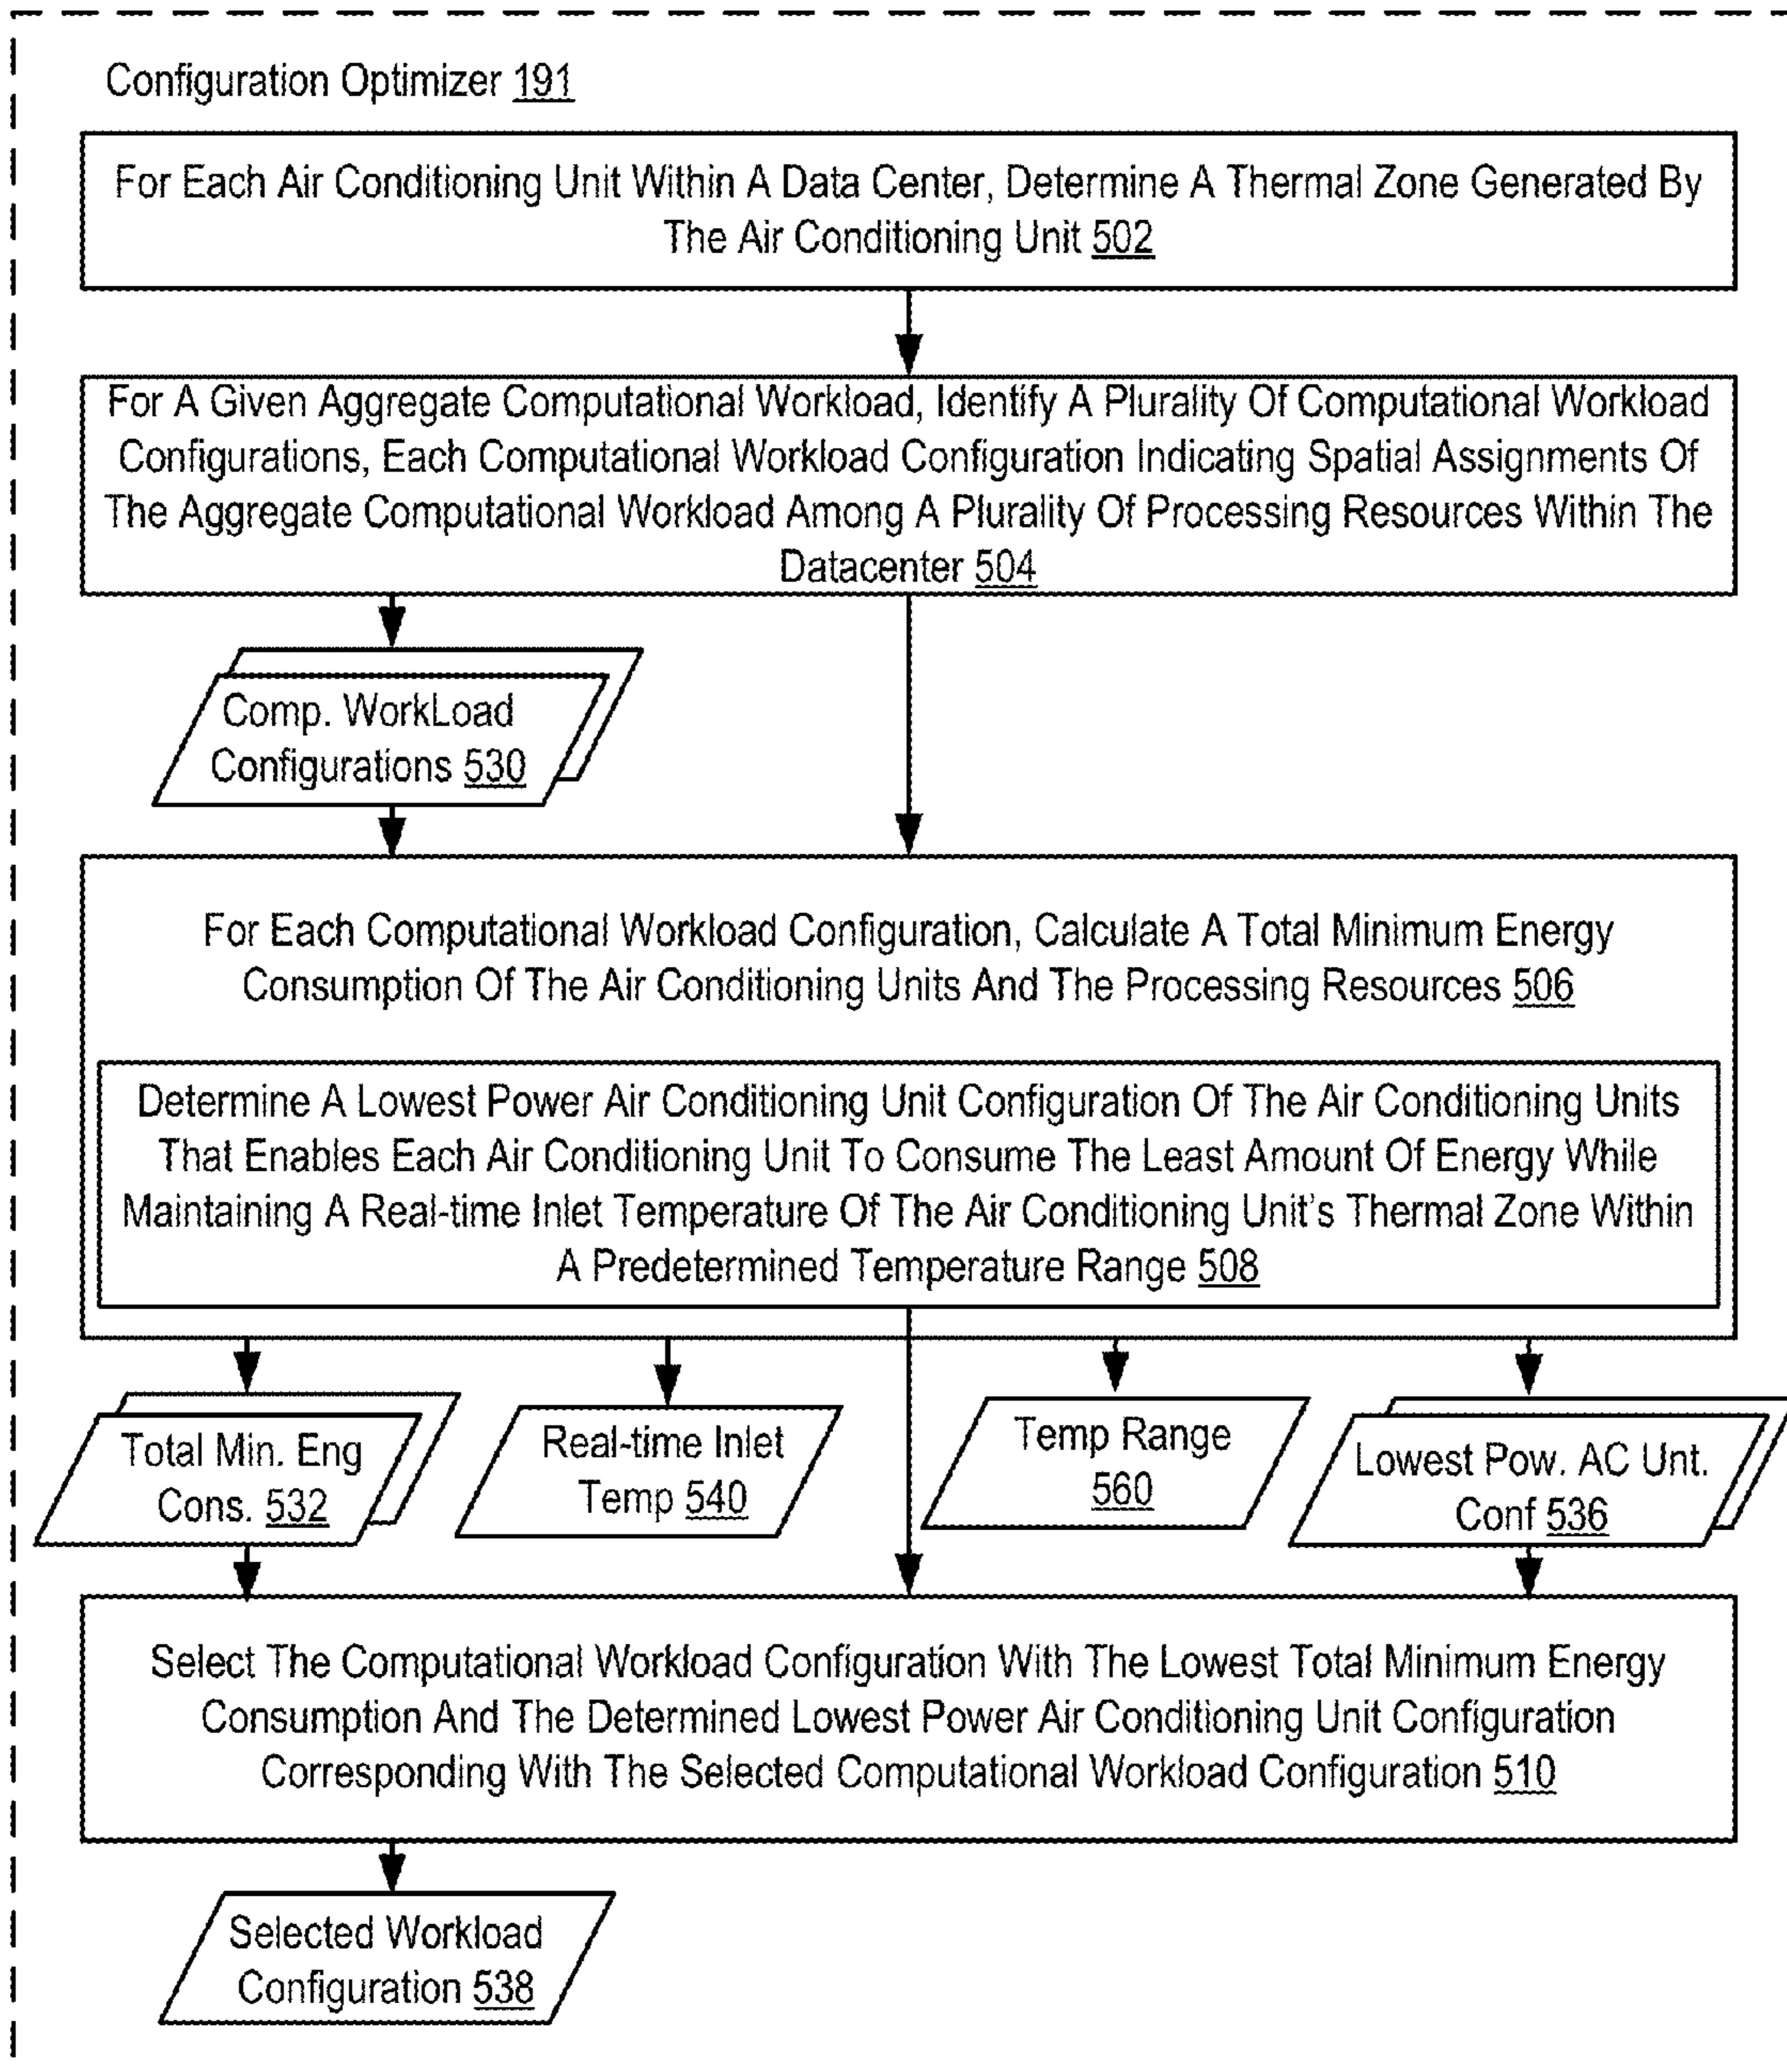 Configuration Optimizer 191
For Each Air Conditioning Unit Within A Data Center, Determine A Thermal Zone Generated By
The Air Conditioning Unit 502
For A Given Aggregate Computational Workload, Identify A Plurality Of Computational Workload
Configurations, Each Computational Workload Configuration Indicating Spatial Assignments Of
The Aggregate Computational Workload Among A Plurality Of Processing Resources Within The
Datacenter 504
Comp. WorkLoad
Configurations 530
For Each Computational Workload Configuration, Calculate A Total Minimum Energy
Consumption Of The Air Conditioning Units And The Processing Resources 506
Determine A Lowest Power Air Conditioning Unit Configuration Of The Air Conditioning Units
That Enables Each Air Conditioning Unit To Consume The Least Amount Of Energy While
Maintaining A Real-time Inlet Temperature Of The Air Conditioning Unit's Thermal Zone Within
A Predetermined Temperature Range 508
Total Min. Eng
Cons. 532
Real-time Inlet
Temp 540
Temp Range
560
Lowest Pow. AC Unt.
Conf 536
Select The Computational Workload Configuration With The Lowest Total Minimum Energy
Consumption And The Determined Lowest Power Air Conditioning Unit Configuration
Corresponding With The Selected Computational Workload Configuration 510
Selected Workload
Configuration 538